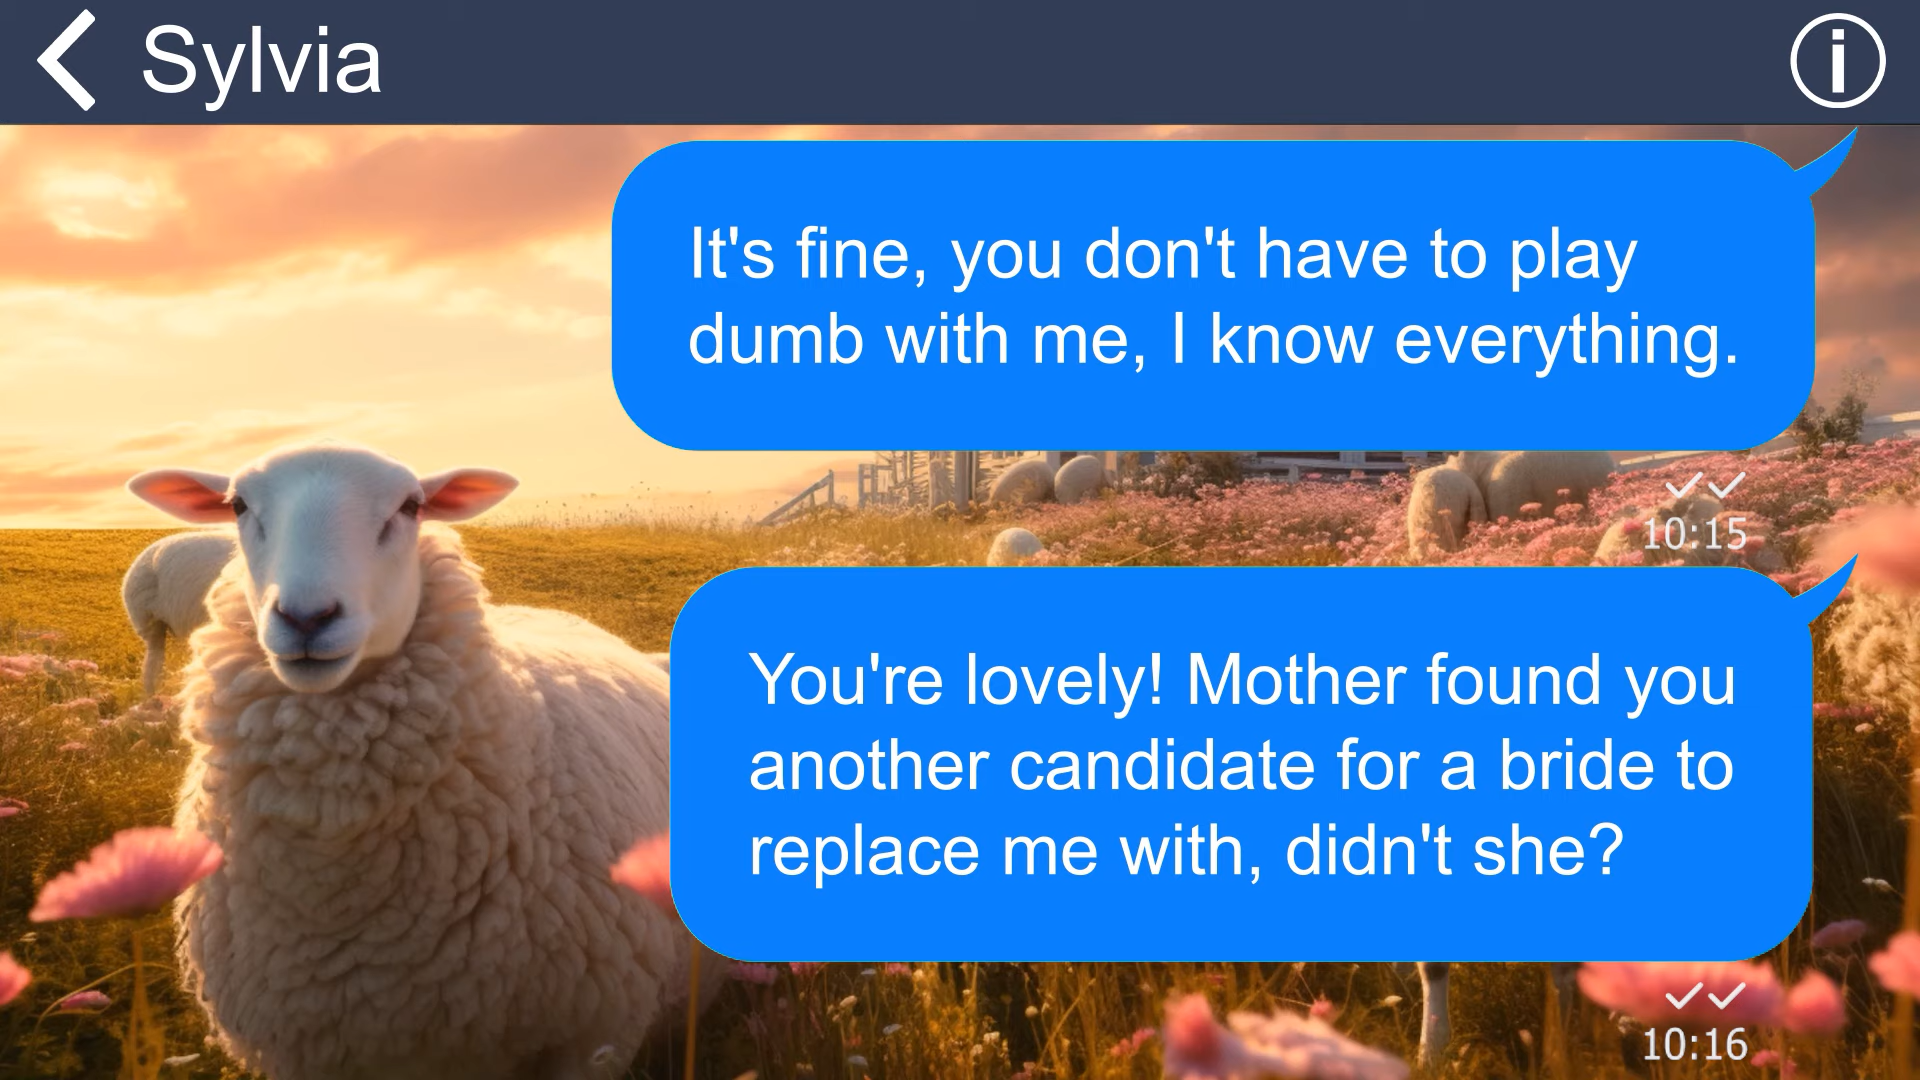 Sylvia
It's fine, you don't have to play
dumb with me, I know everything.
10:15
You're lovely! Mother found you
another candidate for a bride to
replace me with, didn't she?
10:16